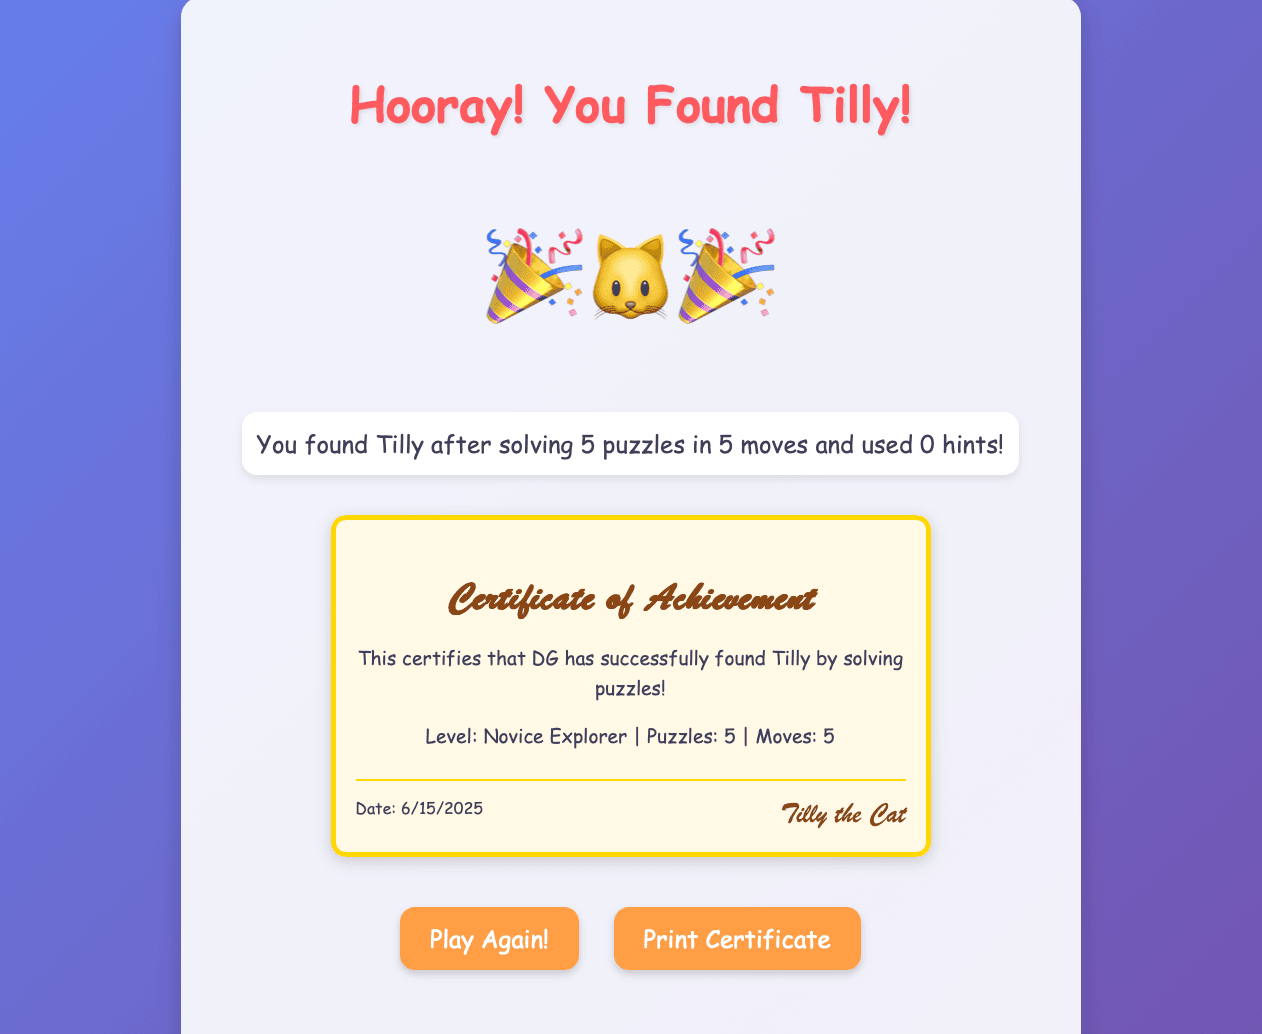 Hooray! You Found Tilly!
You found Tilly after solving 5 puzzles in 5 moves and used 0 hints!
Certificate of Achievement
This certifies that DG has successfully found Tilly by solving
puzzles!
Level: Novice Explorer | Puzzles: 5 | Moves: 5
Date: 6/15/2025
Tilly the Cat
Play Again!
Print Certificate